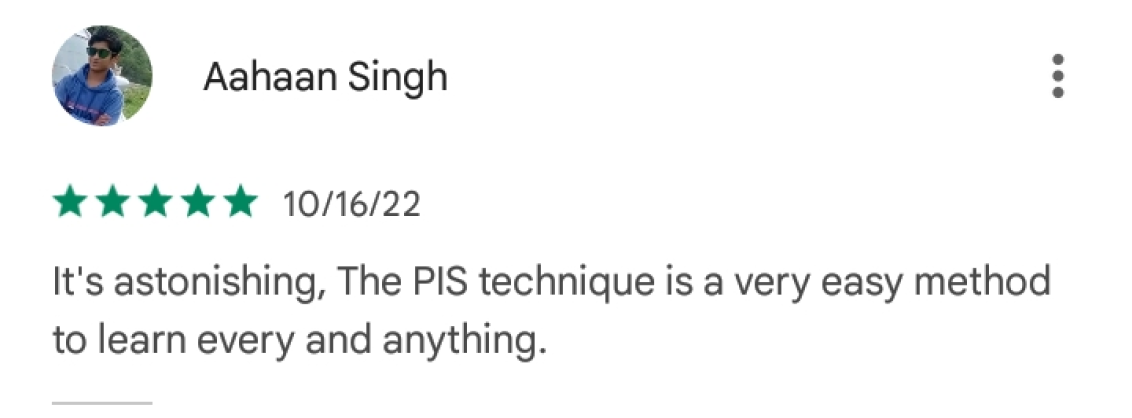 Aahaan Singh
10/16/22
It's astonishing, The PIS technique is a very easy method
to learn every and anything.